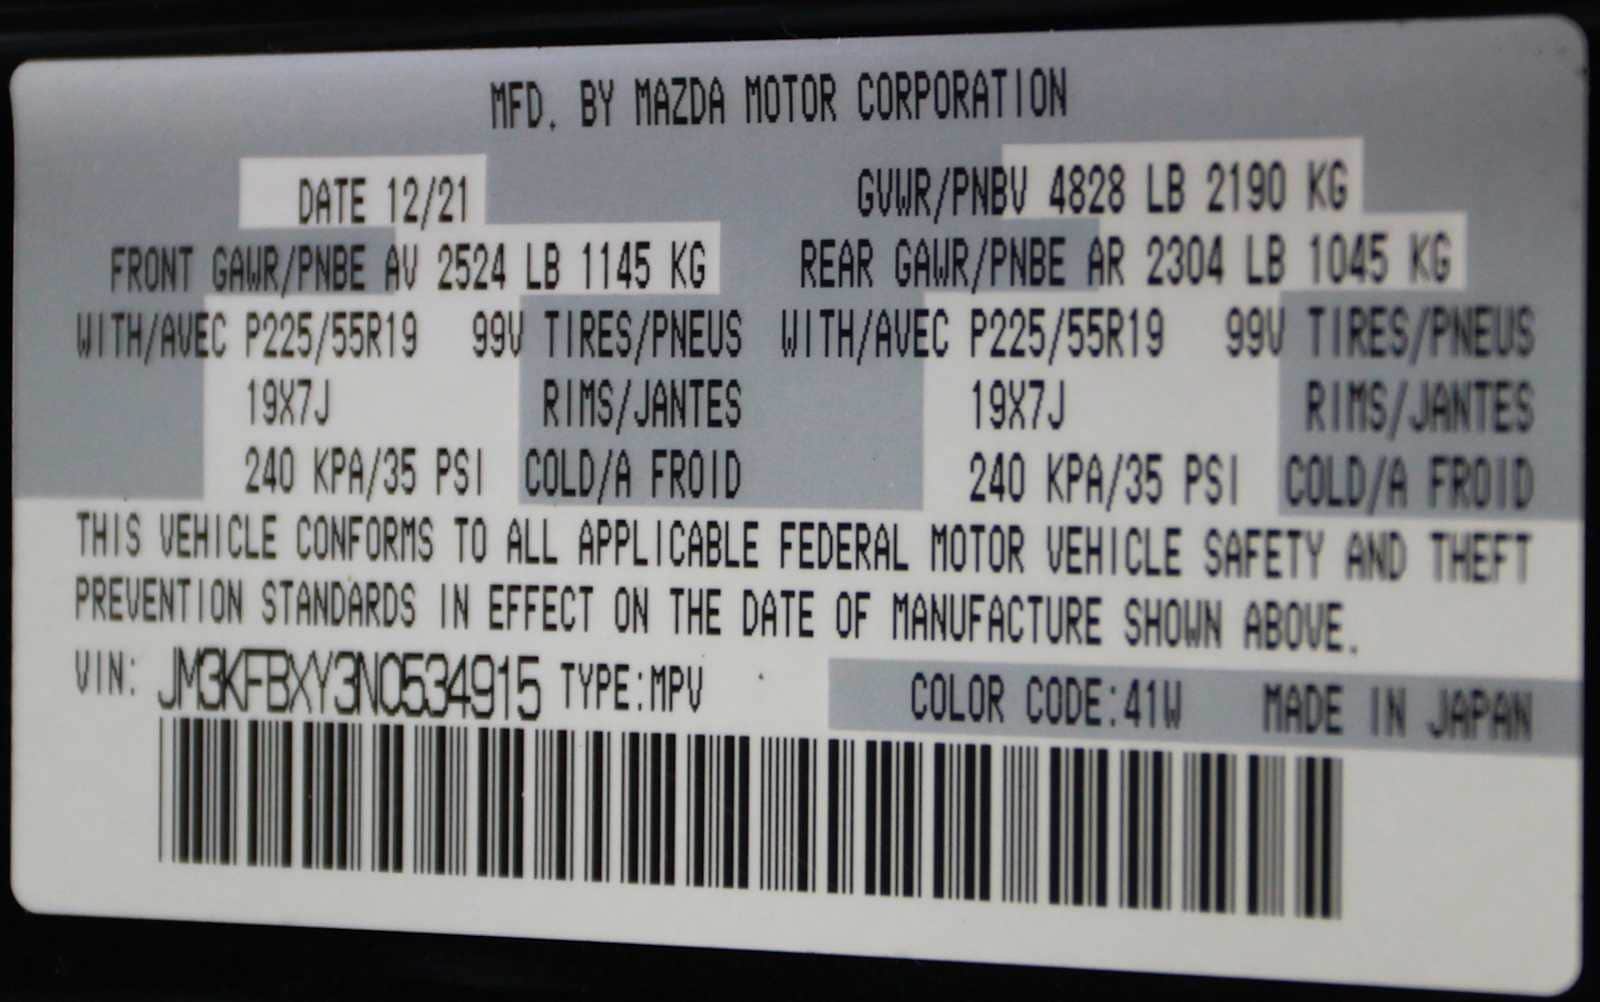 MFD. BY MAZDA MOTOR CORPORATION
DATE 12/21 GVWR/PNBV 4828 LB 2190 KG
FRONT GAWR/PNBE AV 2524 LB 1145 KG REAR GAWR/PNBE AR 2304 LB 1045 KG
WITH/AVEC P225/55R19 99V TIRES/PNEUS WITH/AVEC P225/55R19 99V TIRES/PNEUS
19X7J RIMS/JANTES 19X7J RIMS/JANTES
240 KPA/35 PSI COLD/A FROID 240 KPA/35 PSI COLD/A FROID
THIS VEHICLE CONFORMS TO ALL APPLICABLE FEDERAL MOTOR VEHICLE SAFETY AND THEFT
PREVENTION STANDARDS IN EFFECT ON THE DATE OF MANUFACTURE SHOWN ABOVE.
VIN: JM3KFBXY3N0534915 TYPE:MPV COLOR CODE:41W MADE IN JAPAN